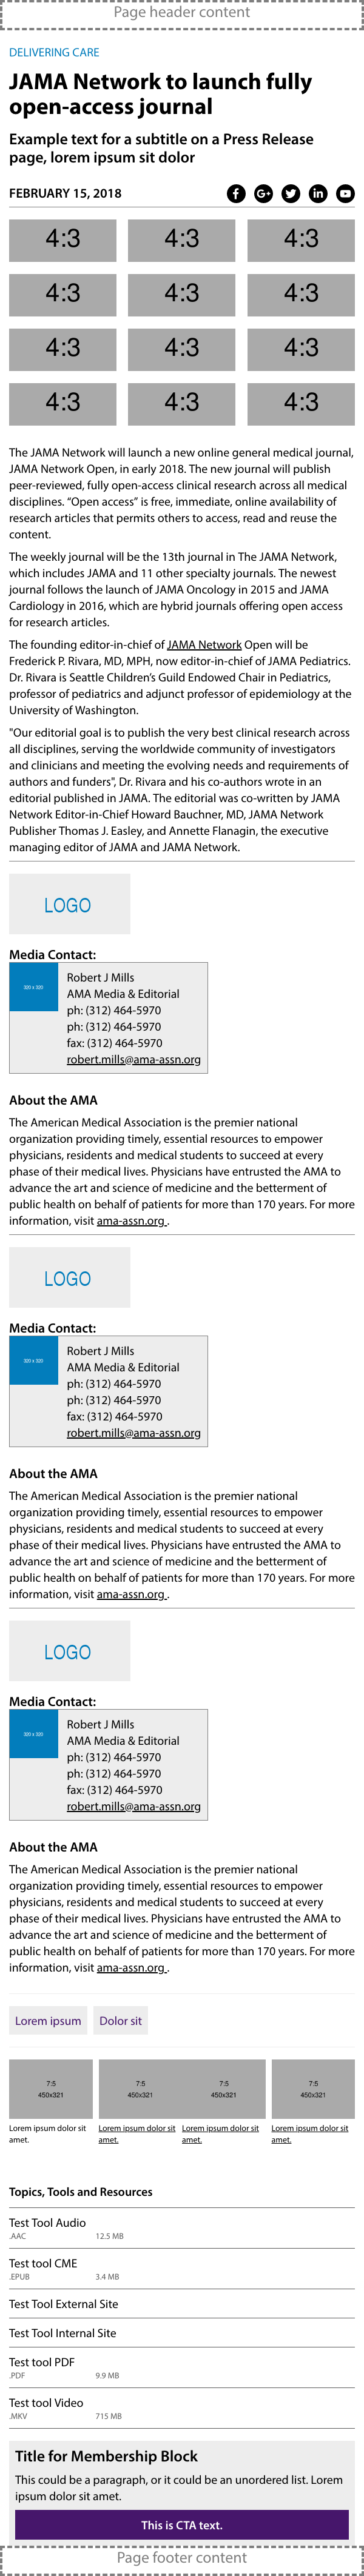 Page header content
DELIVERING CARE
JAMA Network to launch fully
open-access journal
Example text for a subtitle on a Press Release
page, lorem ipsum sit dolor
FEBRUARY 15, 2018
4:3 4:3 4:3
4:3 4:3 4:3
4:3 4:3 4:3
4:3 4:3 4:3
The JAMA Network will launch a new online general medical journal,
JAMA Network Open, in early 2018. The new journal will publish
peer-reviewed, fully open-access clinical research across all medical
disciplines. “Open access” is free, immediate, online availability of
research articles that permits others to access, read and reuse the
content.
The weekly journal will be the 13th journal in The JAMA Network,
which includes JAMA and 11 other specialty journals. The newest
journal follows the launch of JAMA Oncology in 2015 and JAMA
Cardiology in 2016, which are hybrid journals offering open access
for research articles.
The founding editor-in-chief of JAMA Network Open will be
Frederick P. Rivara, MD, MPH, now editor-in-chief of JAMA Pediatrics.
Dr. Rivara is Seattle Children’s Guild Endowed Chair in Pediatrics,
professor of pediatrics and adjunct professor of epidemiology at the
University of Washington.
"Our editorial goal is to publish the very best clinical research across
all disciplines, serving the worldwide community of investigators
and clinicians and meeting the evolving needs and requirements of
authors and funders", Dr. Rivara and his co-authors wrote in an
editorial published in JAMA. The editorial was co-written by JAMA
Network Editor-in-Chief Howard Bauchner, MD, JAMA Network
Publisher Thomas J. Easley, and Annette Flanagin, the executive
managing editor of JAMA and JAMA Network.
LOGO
Media Contact:
320 x 320
Robert J Mills
AMA Media & Editorial
ph: (312) 464-5970
ph: (312) 464-5970
fax: (312) 464-5970
robert.mills@ama-assn.org
About the AMA
The American Medical Association is the premier national
organization providing timely, essential resources to empower
physicians, residents and medical students to succeed at every
phase of their medical lives. Physicians have entrusted the AMA to
advance the art and science of medicine and the betterment of
public health on behalf of patients for more than 170 years. For more
information, visit ama-assn.org .
LOGO
Media Contact:
320 x 320
Robert J Mills
AMA Media & Editorial
ph: (312) 464-5970
ph: (312) 464-5970
fax: (312) 464-5970
robert.mills@ama-assn.org
About the AMA
The American Medical Association is the premier national
organization providing timely, essential resources to empower
physicians, residents and medical students to succeed at every
phase of their medical lives. Physicians have entrusted the AMA to
advance the art and science of medicine and the betterment of
public health on behalf of patients for more than 170 years. For more
information, visit ama-assn.org .
LOGO
Media Contact:
320 x 320
Robert J Mills
AMA Media & Editorial
ph: (312) 464-5970
ph: (312) 464-5970
fax: (312) 464-5970
robert.mills@ama-assn.org
About the AMA
The American Medical Association is the premier national
organization providing timely, essential resources to empower
physicians, residents and medical students to succeed at every
phase of their medical lives. Physicians have entrusted the AMA to
advance the art and science of medicine and the betterment of
public health on behalf of patients for more than 170 years. For more
information, visit ama-assn.org .
Lorem ipsum Dolor sit
7:5 7:5 7:5 7:5
450x321 450x321 450x321 450x321
Lorem ipsum dolor sit Lorem ipsum dolor sit Lorem ipsum dolor sit Lorem ipsum dolor sit
amet. amet. amet. amet.
Topics, Tools and Resources
Test Tool Audio
.AAC 12.5 MB
Test tool CME
.EPUB 3.4 MB
Test Tool External Site
Test Tool Internal Site
Test tool PDF
.PDF 9.9 MB
Test tool Video
.MKV 715 MB
Title for Membership Block
This could be a paragraph, or it could be an unordered list. Lorem
ipsum dolor sit amet.
This is CTA text.
Page footer content